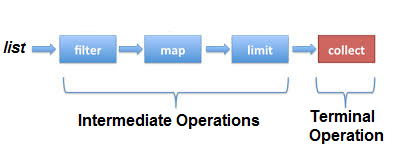 list filter map limit collect
Intermediate Operations
Terminal
Operation